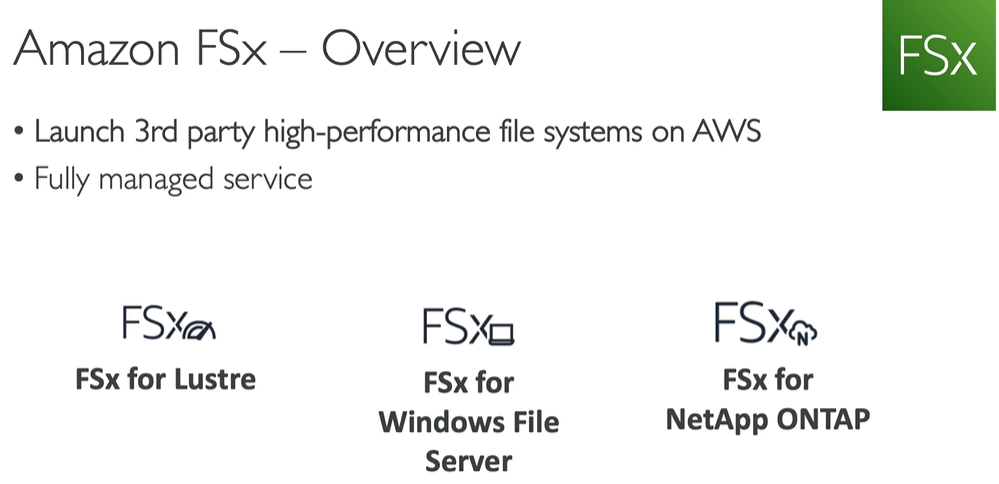 Amazon FSx – Overview
FSx
• Launch 3rd party high-performance file systems on AWS
• Fully managed service
FSx
FSx for Lustre
FSx
FSx for
Windows File
Server
FSx N
FSx for
NetApp ONTAP